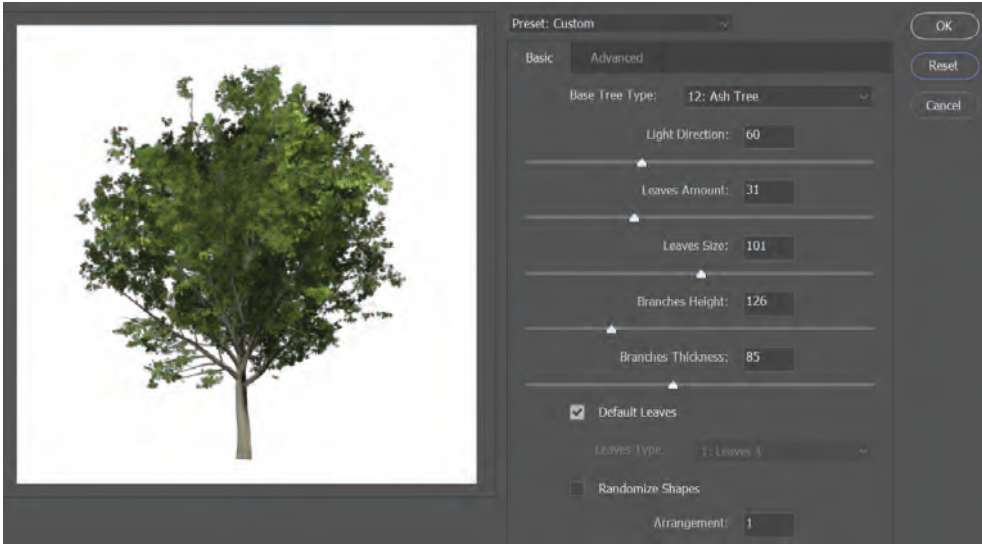 Preset: Custom
OK
Basic
Advanced
Reset
Base Tree Type: 12: Ash Tree
Cancel
Light Direction: 60
Leaves Amount: 31
Leaves Size: 101
Branches Height: 126
Branches Thickness: 85
Default Leaves
Leaves Type: 1: Leaves 1
Randomize Shapes
Arrangement: 1